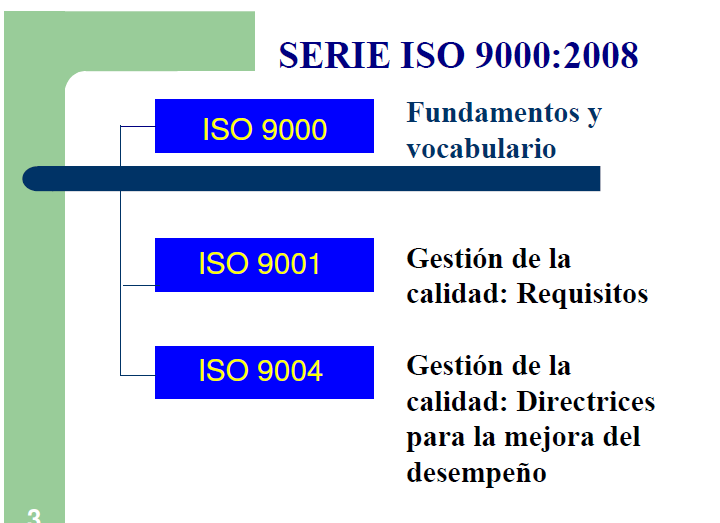 SERIE ISO 9000:2008
ISO 9000
Fundamentos y
vocabulario
ISO 9001
Gestión de la
calidad: Requisitos
ISO 9004
Gestión de la
calidad: Directrices
para la mejora del
desempeño
3